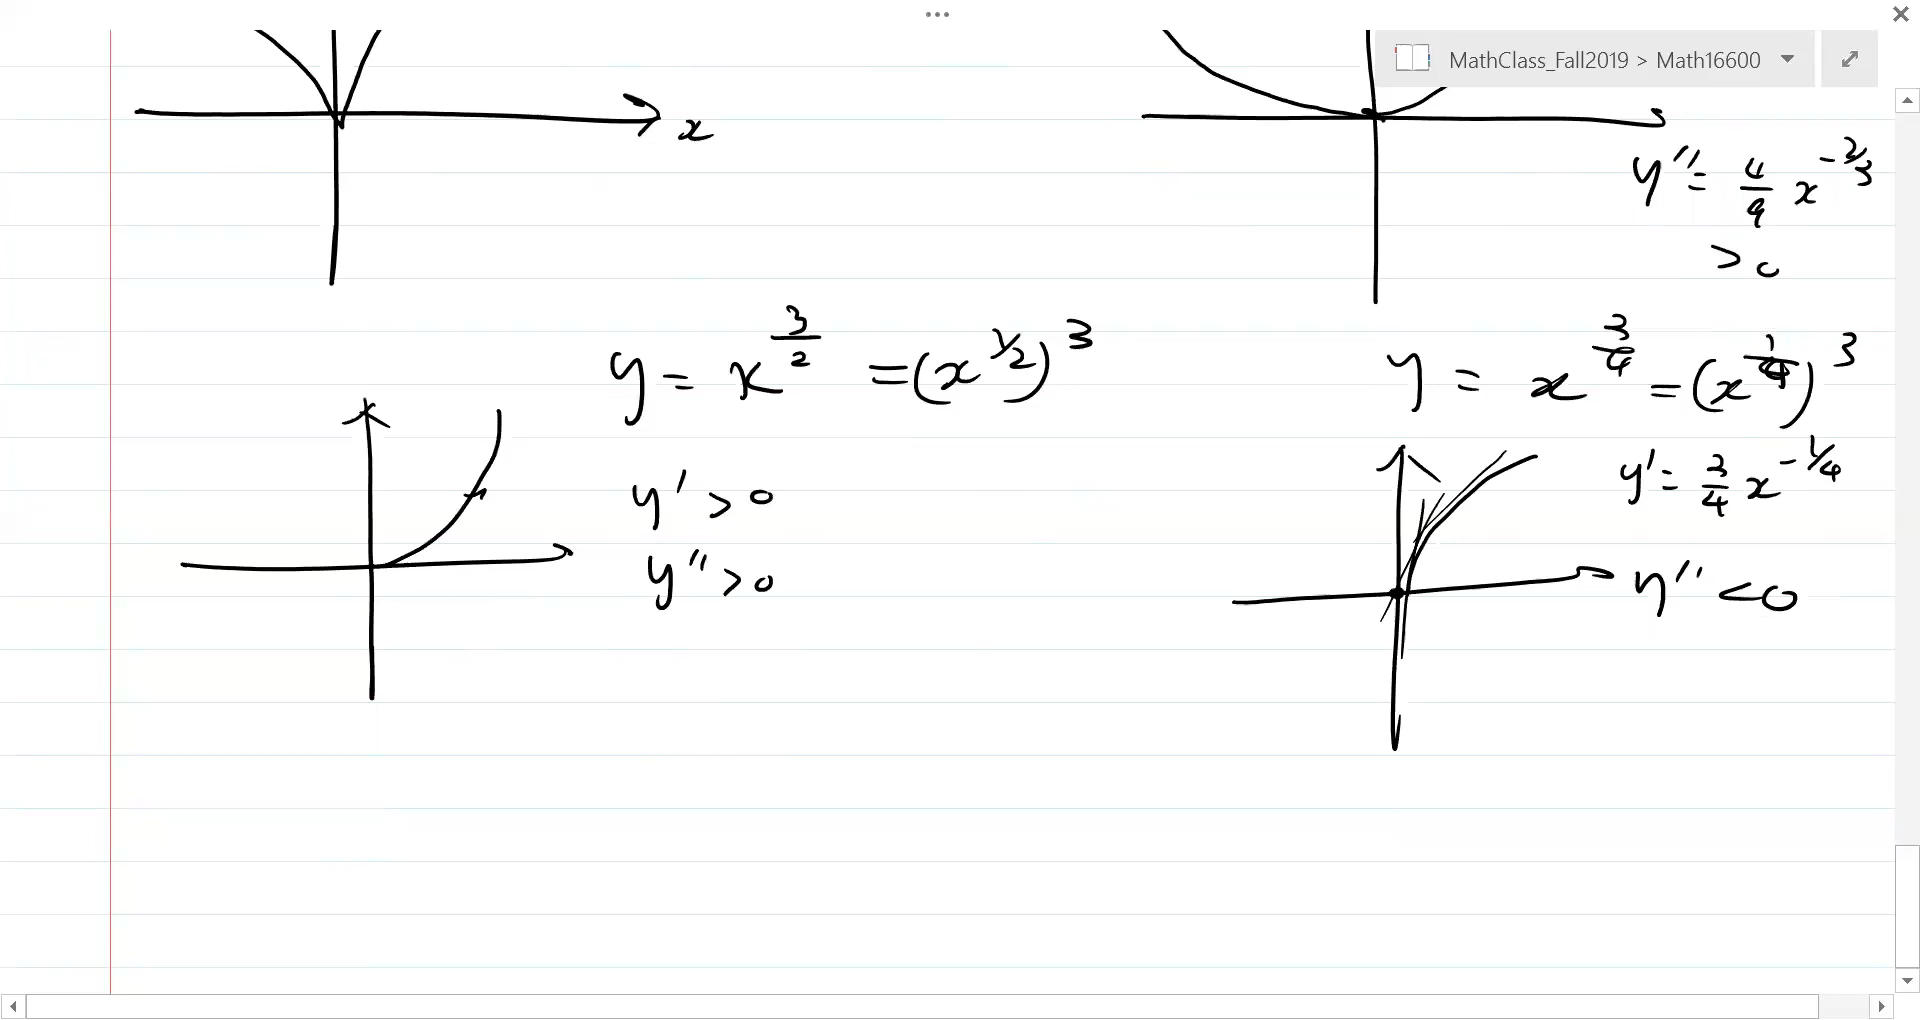 MathClass_Fall2019 > Math16600
x
y'' = 4/9 x^{-2/3}
> 0
y = x^{3/2} = (x^{1/2})^3
y = x^{3/4} = (x^{1/4})^3
y' > 0
y'' > 0
y' = 3/4 x^{-1/4}
y'' < 0